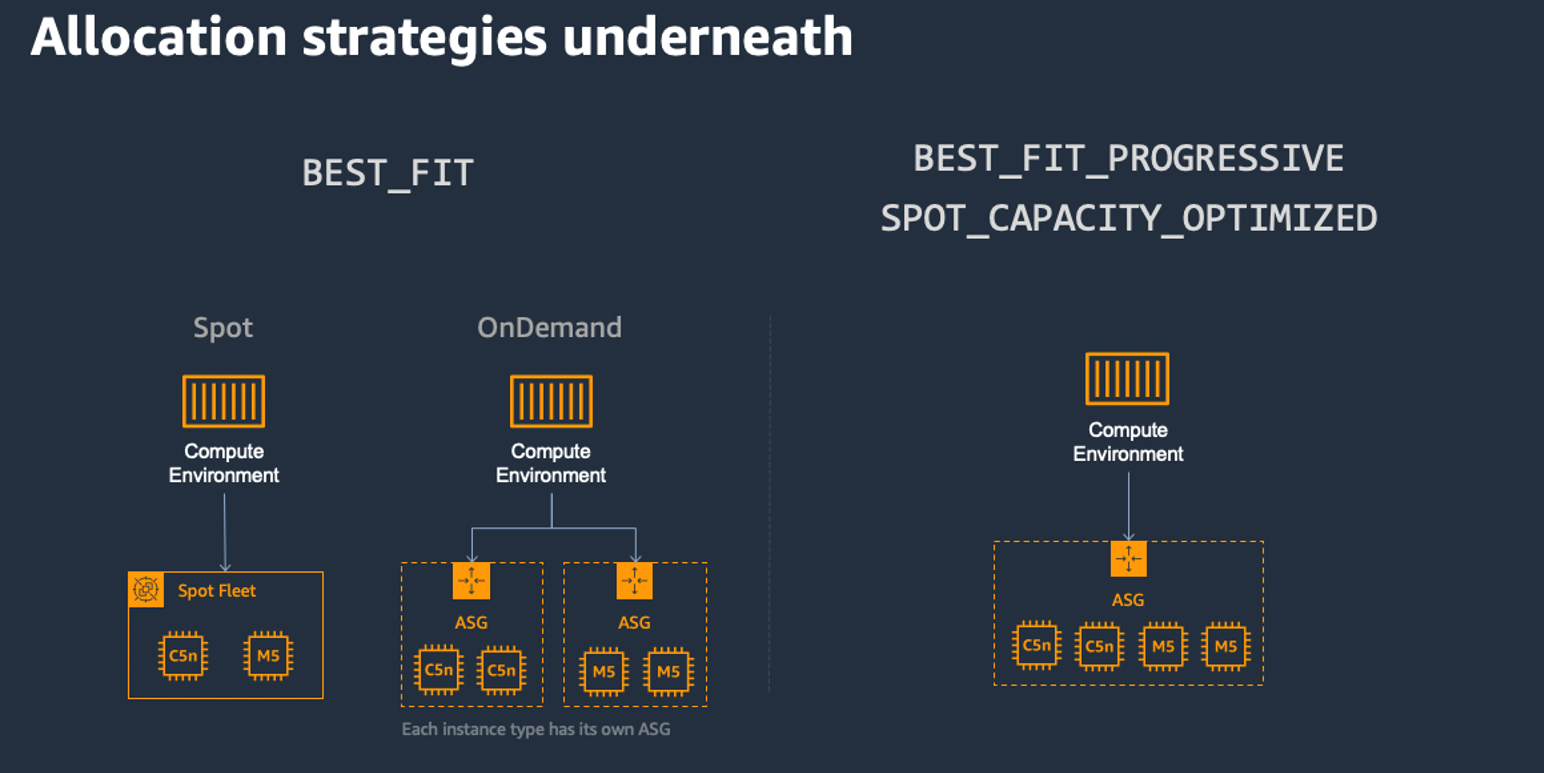 Allocation strategies underneath
BEST_FIT
BEST_FIT_PROGRESSIVE
SPOT_CAPACITY_OPTIMIZED
Spot
OnDemand
Compute
Environment
Compute
Environment
Compute
Environment
Spot Fleet
C5n
M5
ASG
C5n
C5n
ASG
M5
M5
Each instance type has its own ASG
ASG
C5n
C5n
M5
M5